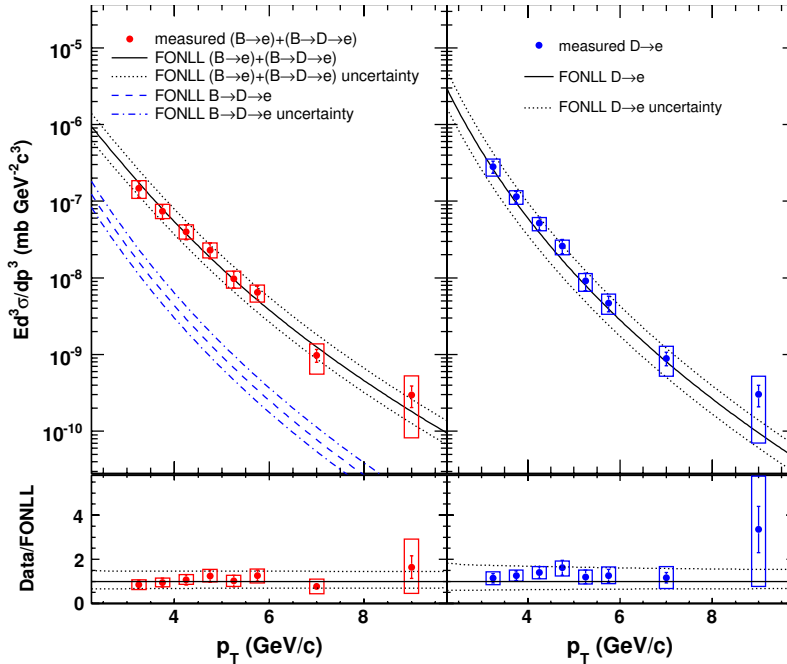 measured (B→e)+(B→D→e)
FONLL (B→e)+(B→D→e)
FONLL (B→e)+(B→D→e) uncertainty
FONLL B→D→e
FONLL B→D→e uncertainty
measured D→e
FONLL D→e
FONLL D→e uncertainty
Ed³σ/dp³ (mb GeV⁻²c³)
10⁻⁵
10⁻⁶
10⁻⁷
10⁻⁸
10⁻⁹
10⁻¹⁰
Data/FONLL
4
2
0
4 6 8
4 6 8
p_T (GeV/c)
p_T (GeV/c)